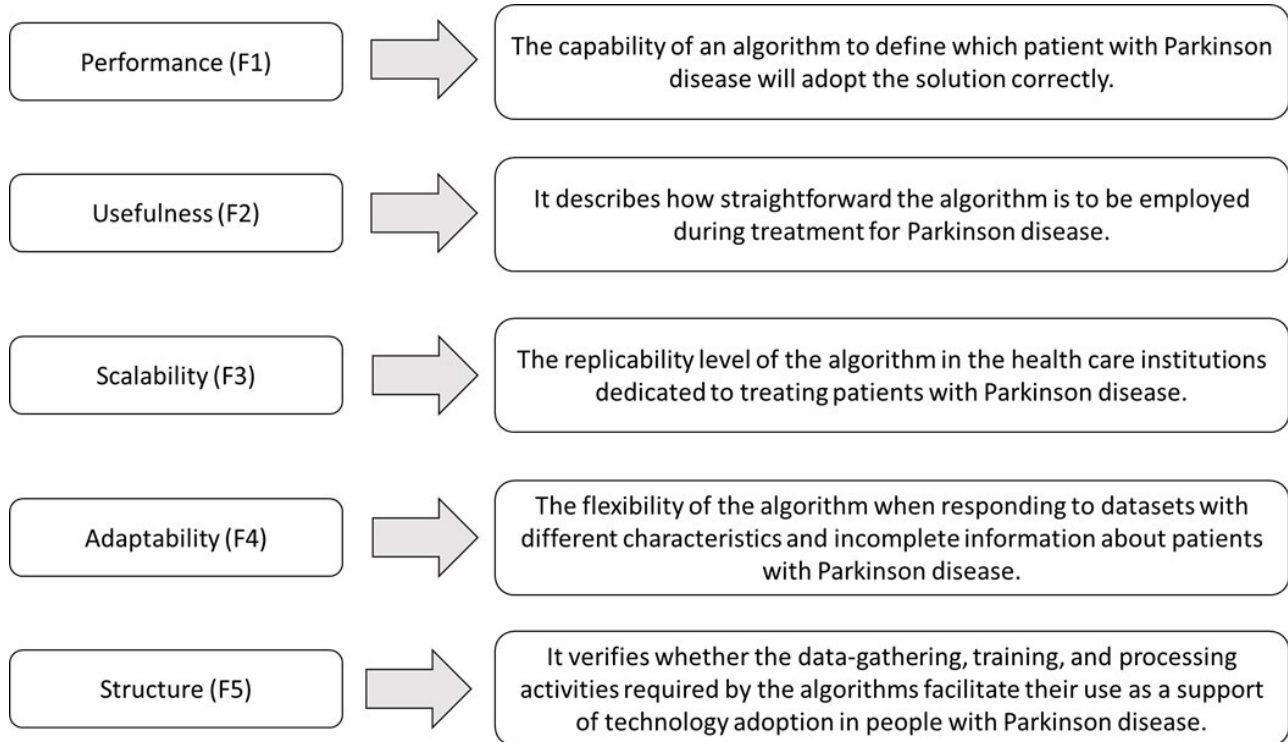 Performance (F1)
The capability of an algorithm to define which patient with Parkinson
disease will adopt the solution correctly.
Usefulness (F2)
It describes how straightforward the algorithm is to be employed
during treatment for Parkinson disease.
Scalability (F3)
The replicability level of the algorithm in the health care institutions
dedicated to treating patients with Parkinson disease.
Adaptability (F4)
The flexibility of the algorithm when responding to datasets with
different characteristics and incomplete information about patients
with Parkinson disease.
Structure (F5)
It verifies whether the data-gathering, training, and processing
activities required by the algorithms facilitate their use as a support
of technology adoption in people with Parkinson disease.